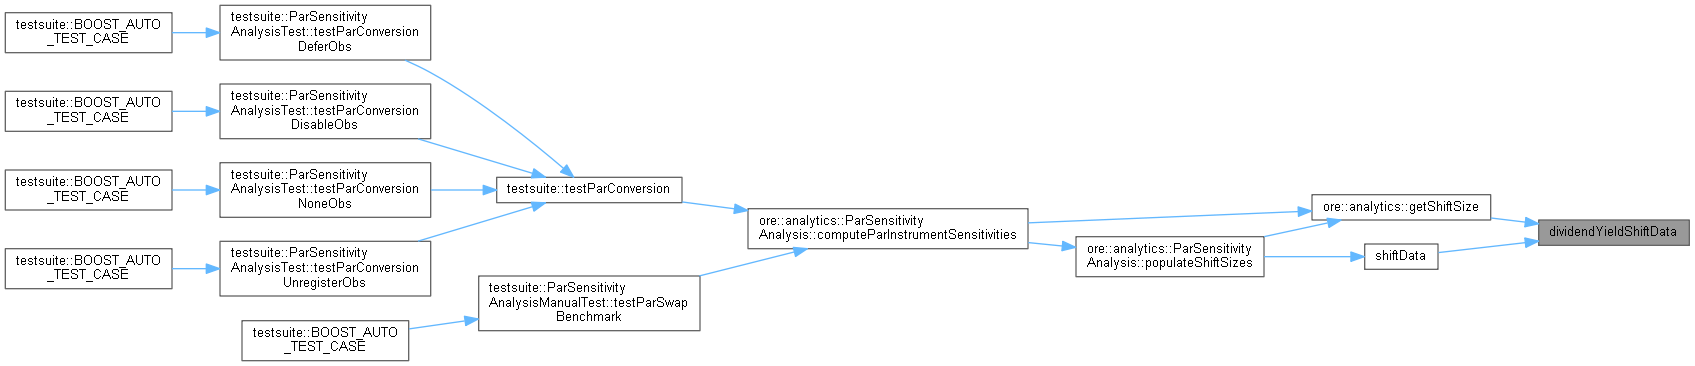 testsuite::BOOST_AUTO
_TEST_CASE
testsuite::ParSensitivity
AnalysisTest::testParConversion
DeferObs
testsuite::BOOST_AUTO
_TEST_CASE
testsuite::ParSensitivity
AnalysisTest::testParConversion
DisableObs
testsuite::BOOST_AUTO
_TEST_CASE
testsuite::ParSensitivity
AnalysisTest::testParConversion
NoneObs
testsuite::BOOST_AUTO
_TEST_CASE
testsuite::ParSensitivity
AnalysisTest::testParConversion
UnregisterObs
testsuite::BOOST_AUTO
_TEST_CASE
testsuite::testParConversion
testsuite::ParSensitivity
AnalysisManualTest::testParSwap
Benchmark
ore::analytics::ParSensitivity
Analysis::computeParInstrumentSensitivities
ore::analytics::ParSensitivity
Analysis::populateShiftSizes
ore::analytics::getShiftSize
shiftData
dividendYieldShiftData